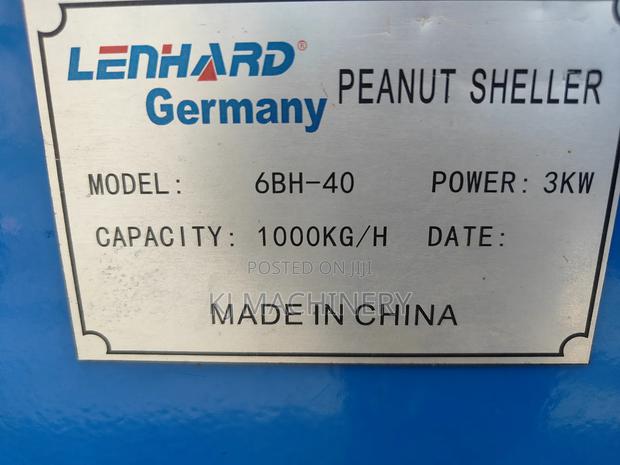 LENHARD®
Germany PEANUT SHELLER
MODEL: 6BH-40 POWER: 3KW
CAPACITY: 1000KG/H DATE:
POSTED ON JIJI
KJ MACHINERY
MADE IN CHINA